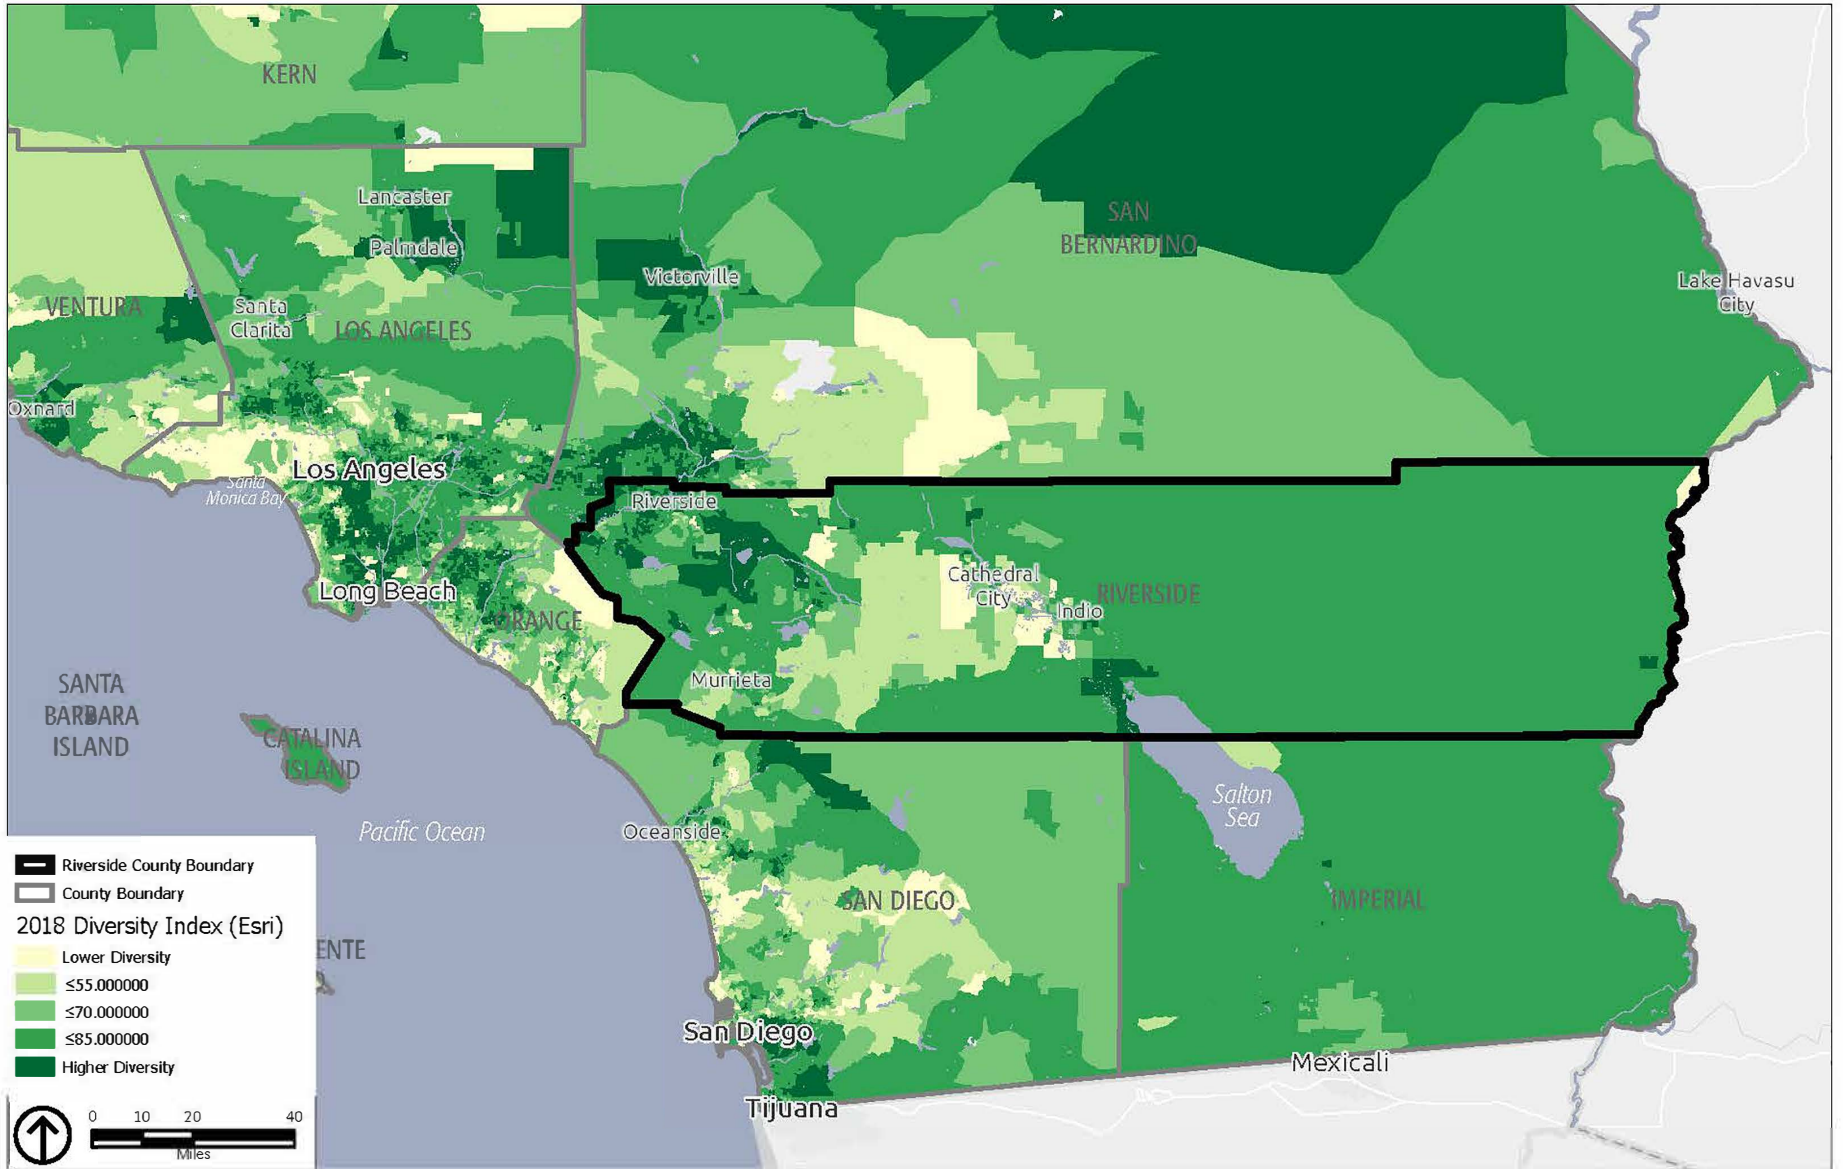 KERN
Lancaster
Palmdale
SAN
BERNARDINO
Victorville
Lake Havasu
City
VENTURA
Santa
Clarita
LOS ANGELES
Oxnard
Los Angeles
Santa
Monica Bay
Riverside
Cathedral
City
RIVERSIDE
Indio
Long Beach
ORANGE
Murrieta
SANTA
BARBARA
ISLAND
CATALINA
ISLAND
Salton
Sea
Pacific Ocean
Oceanside
SAN DIEGO
IMPERIAL
ENTE
San Diego
Mexicali
Tijuana
Riverside County Boundary
County Boundary
2018 Diversity Index (Esri)
Lower Diversity
≤55.000000
≤70.000000
≤85.000000
Higher Diversity
0 10 20 40
Miles